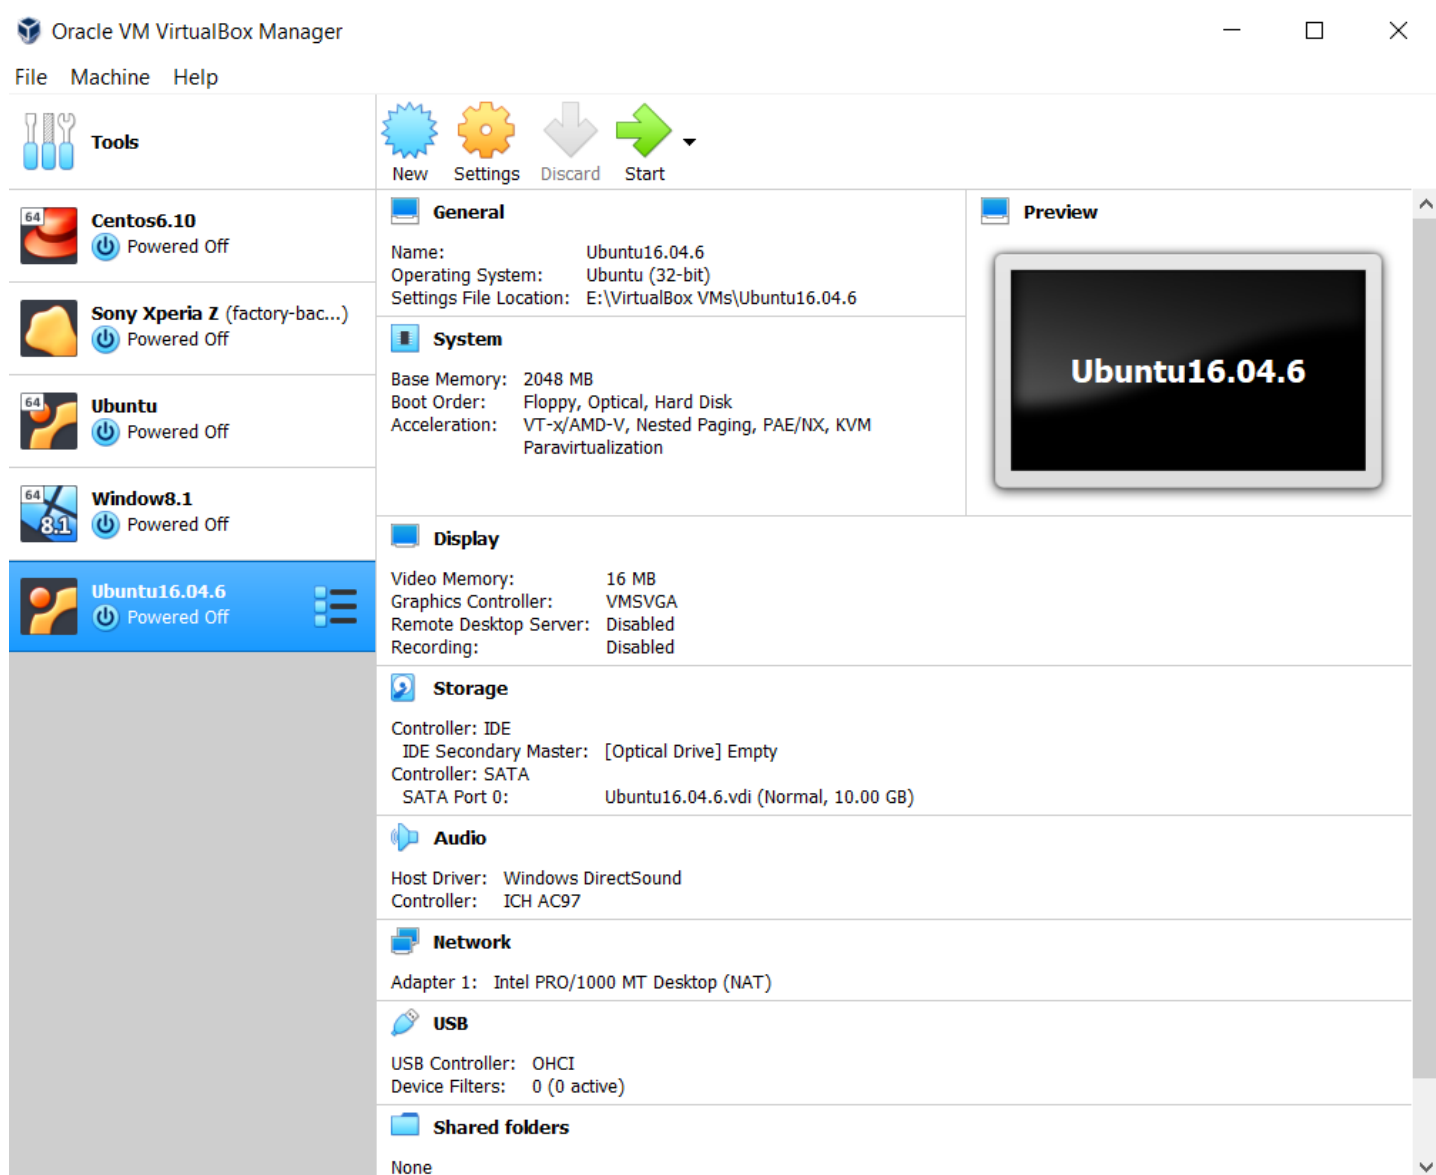 Oracle VM VirtualBox Manager
File Machine Help
Tools
New Settings Discard Start
64
Centos6.10
Powered Off
Sony Xperia Z (factory-bac...)
Powered Off
64
Ubuntu
Powered Off
64
8.1
Window8.1
Powered Off
Ubuntu16.04.6
Powered Off
General
Name: Ubuntu16.04.6
Operating System: Ubuntu (32-bit)
Settings File Location: E:\VirtualBox VMs\Ubuntu16.04.6
System
Base Memory: 2048 MB
Boot Order: Floppy, Optical, Hard Disk
Acceleration: VT-x/AMD-V, Nested Paging, PAE/NX, KVM
Paravirtualization
Preview
Ubuntu16.04.6
Display
Video Memory: 16 MB
Graphics Controller: VMSVGA
Remote Desktop Server: Disabled
Recording: Disabled
Storage
Controller: IDE
IDE Secondary Master: [Optical Drive] Empty
Controller: SATA
SATA Port 0: Ubuntu16.04.6.vdi (Normal, 10.00 GB)
Audio
Host Driver: Windows DirectSound
Controller: ICH AC97
Network
Adapter 1: Intel PRO/1000 MT Desktop (NAT)
USB
USB Controller: OHCI
Device Filters: 0 (0 active)
Shared folders
None